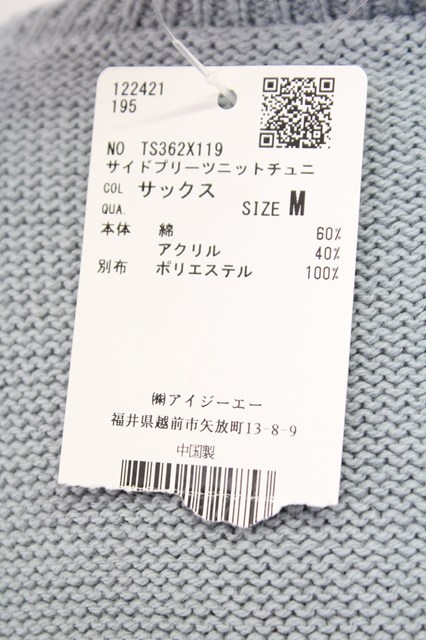 122421
195
NO TS362X119
サイドプリーツニットチュニ
COL サックス
QUA. SIZE M
本体 綿 60%
アクリル 40%
別布 ポリエステル 100%
㈱アイジーエー
福井県越前市矢放町13-8-9
中国製